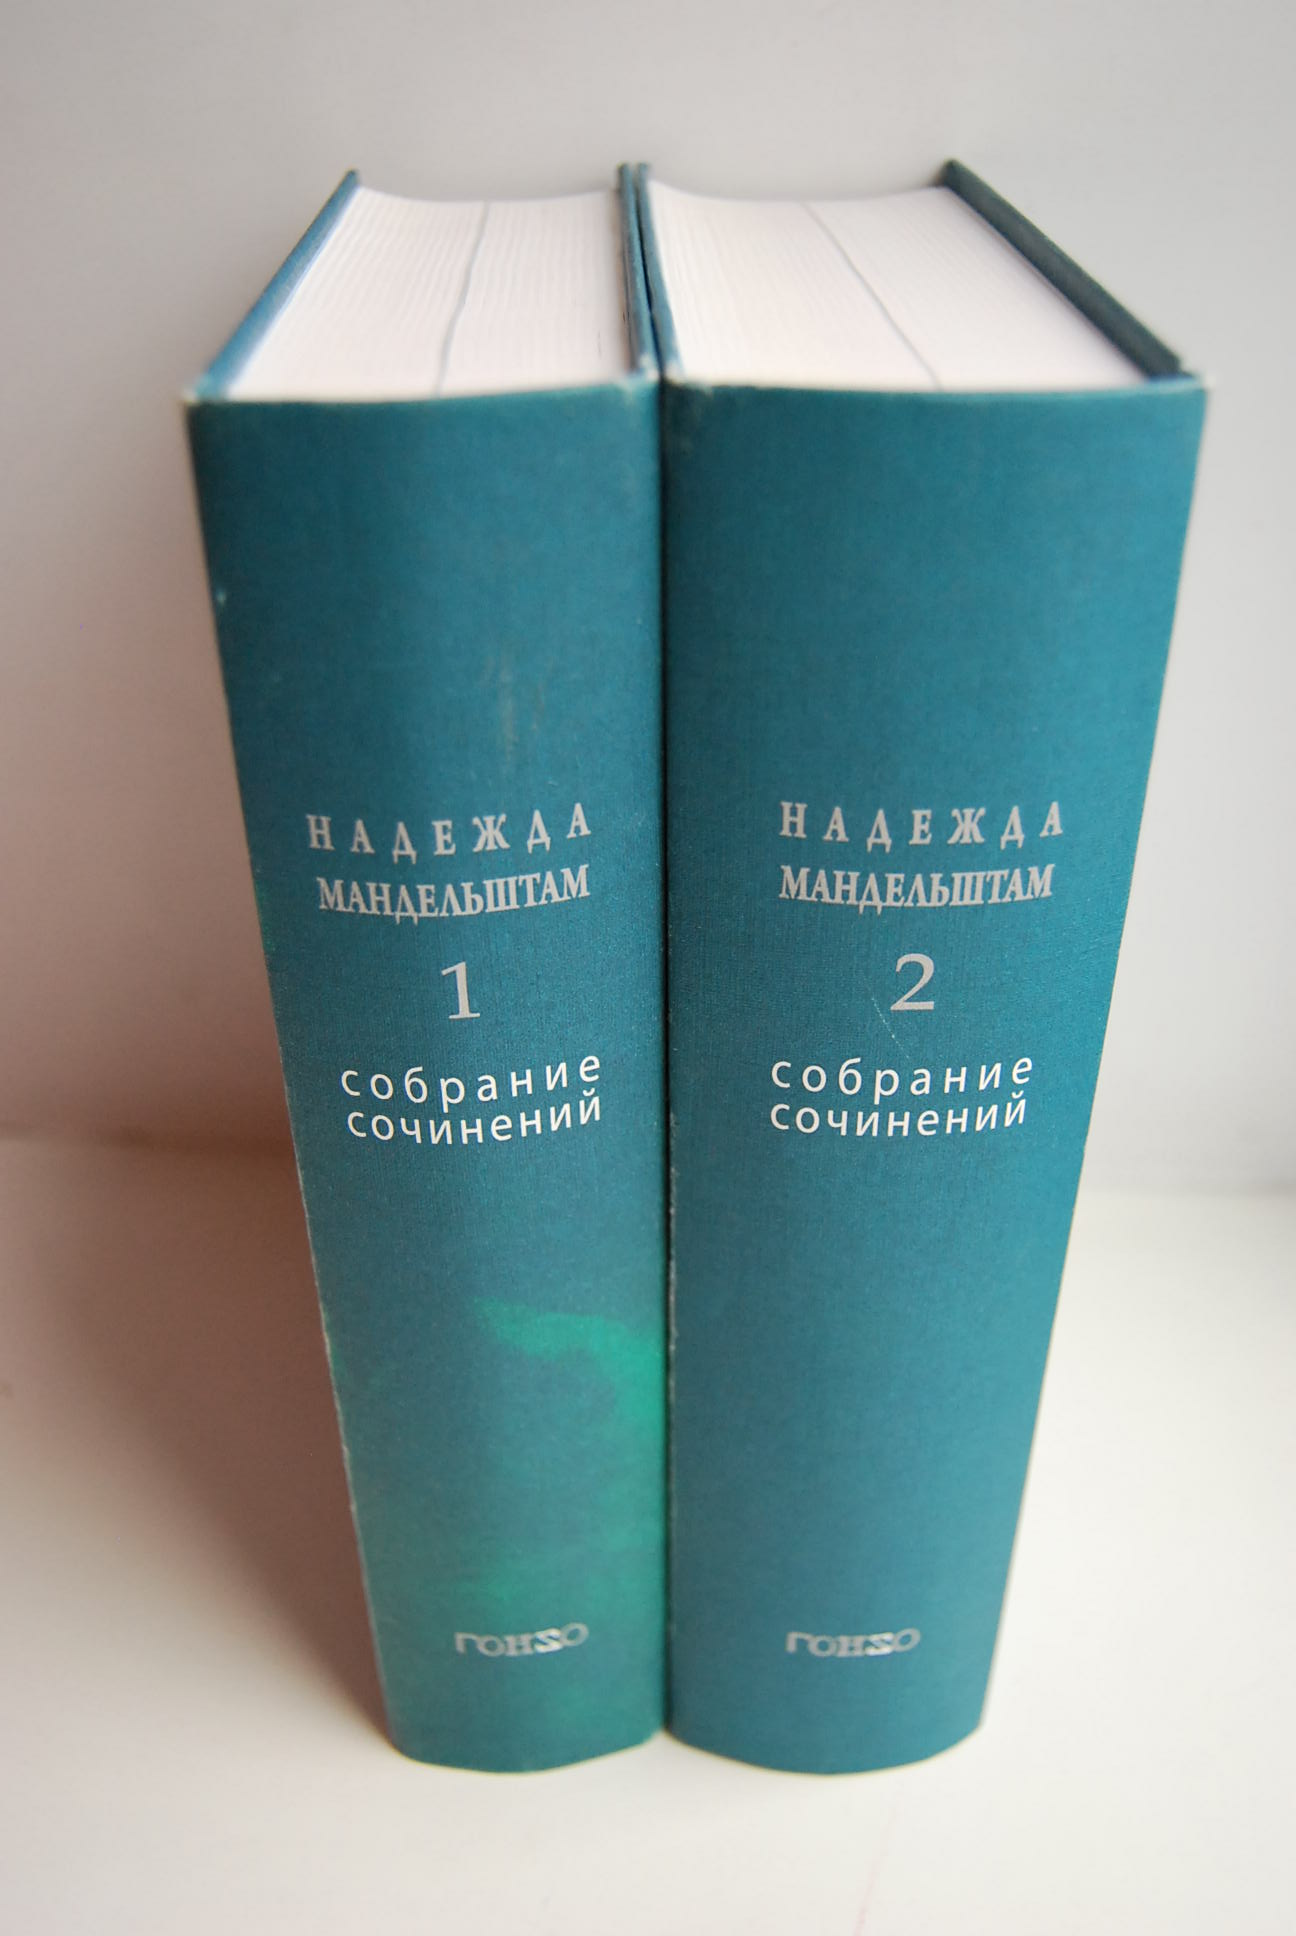 НАДЕЖДА
МАНДЕЛЬШТАМ
1
собрание
сочинений
ГОНZО
НАДЕЖДА
МАНДЕЛЬШТАМ
2
собрание
сочинений
ГОНZО